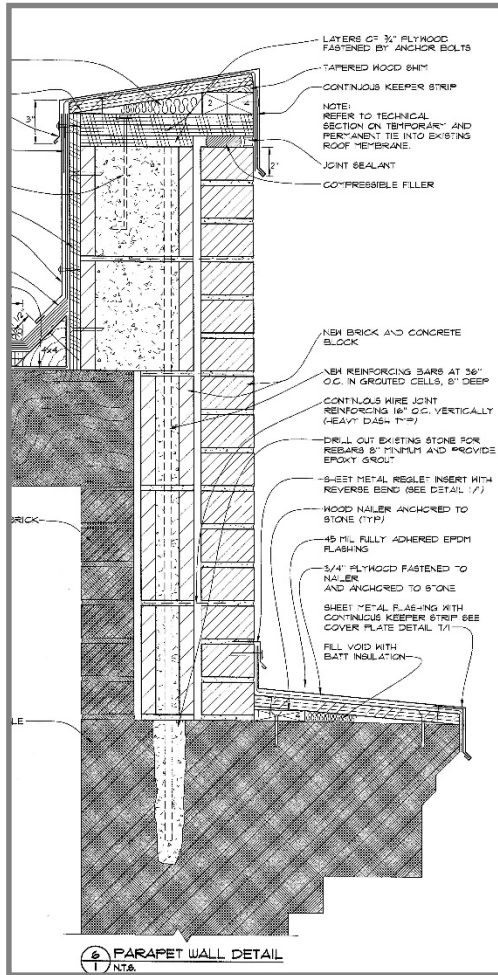 LAYERS OF ¾" PLYWOOD
FASTENED BY ANCHOR BOLTS
TAPERED WOOD SHIM
CONTINUOUS KEEPER STRIP
NOTE:
REFER TO TECHNICAL
SECTION ON TEMPORARY AND
PERMANENT TIE INTO EXISTING
ROOF MEMBRANE.
JOINT SEALANT
COMPRESSIBLE FILLER
3"
2 4
2"
4x4
NEW BRICK AND CONCRETE
BLOCK
NEW REINFORCING BARS AT 36"
O.C. IN GROUTED CELLS, 8" DEEP
CONTINUOUS WIRE JOINT
REINFORCING 16" O.C. VERTICALLY
(HEAVY DASH TYP)
DRILL OUT EXISTING STONE FOR
REBARS 8" MINIMUM AND PROVIDE
EPOXY GROUT
SHEET METAL REGLET INSERT WITH
REVERSE BEND (SEE DETAIL 1/1)
WOOD NAILER ANCHORED TO
STONE (TYP)
45 MIL FULLY ADHERED EPDM
FLASHING
3/4" PLYWOOD FASTENED TO
NAILER
AND ANCHORED TO STONE
SHEET METAL FLASHING WITH
CONTINUOUS KEEPER STRIP SEE
COVER PLATE DETAIL 7/1
FILL VOID WITH
BATT INSULATION
BRICK
LE
6
1
PARAPET WALL DETAIL
N.T.S.